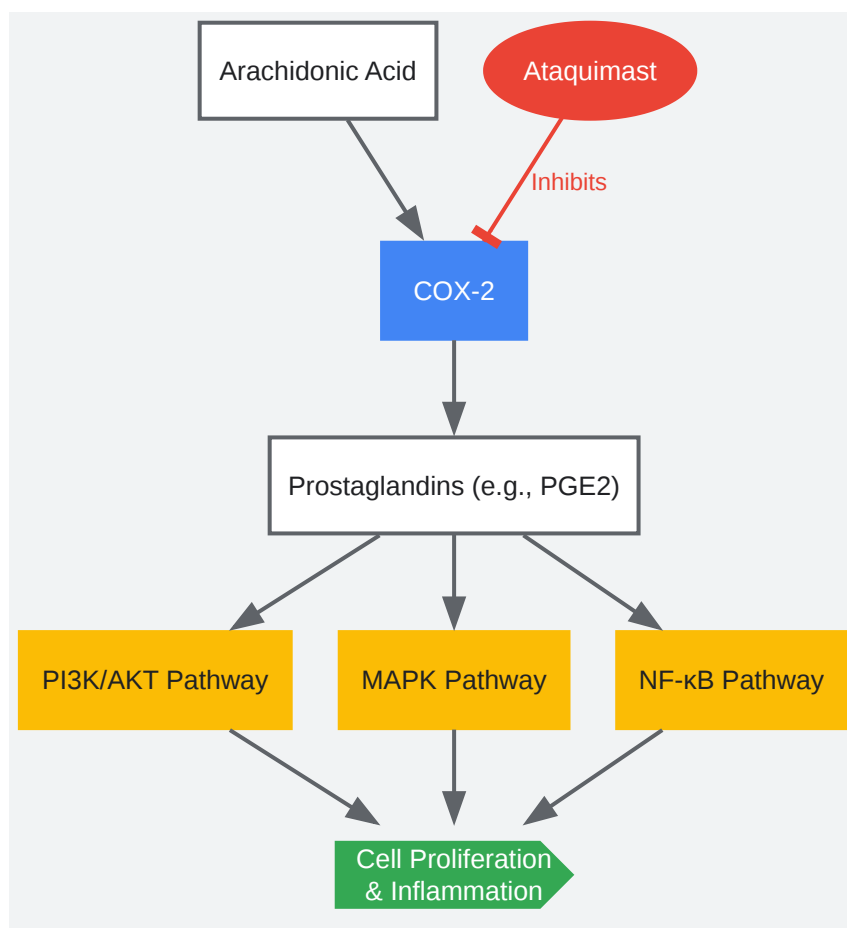 Arachidonic Acid
Ataquimast
Inhibits
COX-2
Prostaglandins (e.g., PGE2)
PI3K/AKT Pathway
MAPK Pathway
NF-κB Pathway
Cell Proliferation
& Inflammation